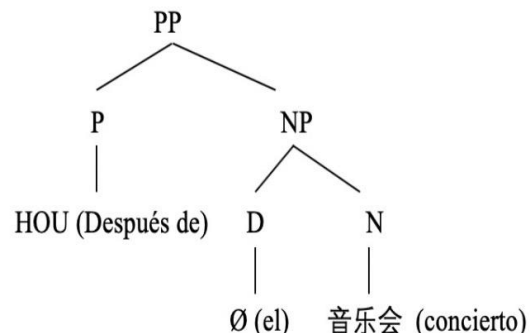 PP
P NP
HOU (Después de) D N
Ø (el) 音乐会 (concierto)